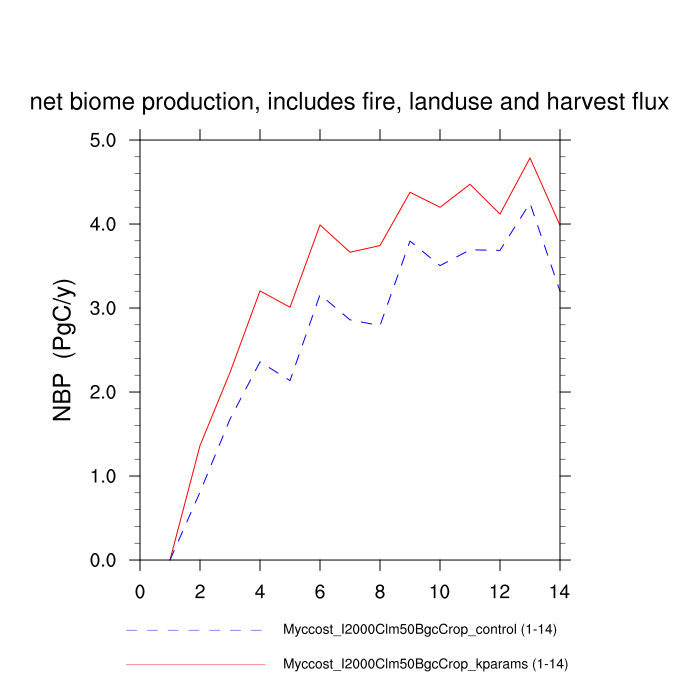 net biome production, includes fire, landuse and harvest flux
5.0
4.0
3.0
2.0
1.0
0.0
NBP (PgC/y)
0 2 4 6 8 10 12 14
Myccost_I2000Clm50BgcCrop_control (1-14)
Myccost_I2000Clm50BgcCrop_kparams (1-14)